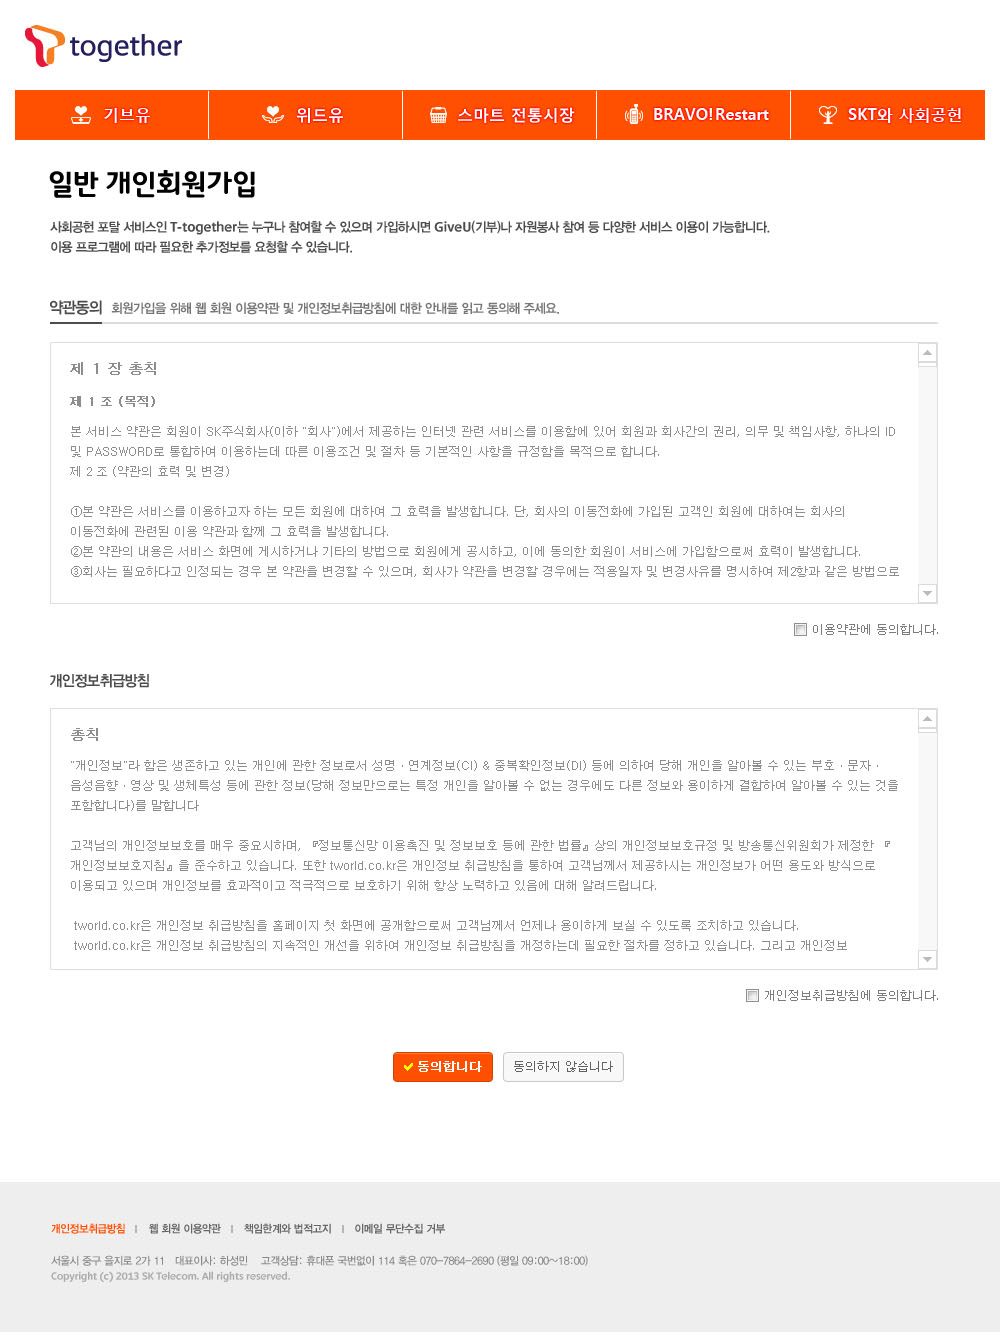 together
기브유 위드유 스마트 전통시장 BRAVO!Restart SKT와 사회공헌
일반 개인회원가입
사회공헌 포탈 서비스인 T-together는 누구나 참여할 수 있으며 가입하시면 GiveU(기부)나 자원봉사 참여 등 다양한 서비스 이용이 가능합니다.
이용 프로그램에 따라 필요한 추가정보를 요청할 수 있습니다.
약관동의 회원가입을 위해 웹 회원 이용약관 및 개인정보취급방침에 대한 안내를 읽고 동의해 주세요.
제 1 장 총칙
제 1 조 (목적)
본 서비스 약관은 회원이 SK주식회사(이하 "회사")에서 제공하는 인터넷 관련 서비스를 이용함에 있어 회원과 회사간의 권리, 의무 및 책임사항, 하나의 ID
및 PASSWORD로 통합하여 이용하는데 따른 이용조건 및 절차 등 기본적인 사항을 규정함을 목적으로 합니다.
제 2 조 (약관의 효력 및 변경)
①본 약관은 서비스를 이용하고자 하는 모든 회원에 대하여 그 효력을 발생합니다. 단, 회사의 이동전화에 가입된 고객인 회원에 대하여는 회사의
이동전화에 관련된 이용 약관과 함께 그 효력을 발생합니다.
②본 약관의 내용은 서비스 화면에 게시하거나 기타의 방법으로 회원에게 공시하고, 이에 동의한 회원이 서비스에 가입함으로써 효력이 발생합니다.
③회사는 필요하다고 인정되는 경우 본 약관을 변경할 수 있으며, 회사가 약관을 변경할 경우에는 적용일자 및 변경사유를 명시하여 제2항과 같은 방법으로
이용약관에 동의합니다.
개인정보취급방침
총칙
"개인정보"라 함은 생존하고 있는 개인에 관한 정보로서 성명 · 연계정보(CI) & 중복확인정보(DI) 등에 의하여 당해 개인을 알아볼 수 있는 부호 · 문자 ·
음성음향 · 영상 및 생체특성 등에 관한 정보(당해 정보만으로는 특정 개인을 알아볼 수 없는 경우에도 다른 정보와 용이하게 결합하여 알아볼 수 있는 것을
포함합니다)를 말합니다
고객님의 개인정보보호를 매우 중요시하며, 『정보통신망 이용촉진 및 정보보호 등에 관한 법률』상의 개인정보보호규정 및 방송통신위원회가 제정한 『
개인정보보호지침』을 준수하고 있습니다. 또한 tworld.co.kr은 개인정보 취급방침을 통하여 고객님께서 제공하시는 개인정보가 어떤 용도와 방식으로
이용되고 있으며 개인정보를 효과적이고 적극적으로 보호하기 위해 항상 노력하고 있음에 대해 알려드립니다.
tworld.co.kr은 개인정보 취급방침을 홈페이지 첫 화면에 공개함으로써 고객님께서 언제나 용이하게 보실 수 있도록 조치하고 있습니다.
tworld.co.kr은 개인정보 취급방침의 지속적인 개선을 위하여 개인정보 취급방침을 개정하는데 필요한 절차를 정하고 있습니다. 그리고 개인정보
개인정보취급방침에 동의합니다.
동의합니다 동의하지 않습니다
개인정보취급방침 | 웹 회원 이용약관 | 책임한계와 법적고지 | 이메일 무단수집 거부
서울시 중구 을지로 2가 11 대표이사: 하성민 고객상담: 휴대폰 국번없이 114 혹은 070-7864-2690 (평일 09:00~18:00)
Copyright (c) 2013 SK Telecom. All rights reserved.